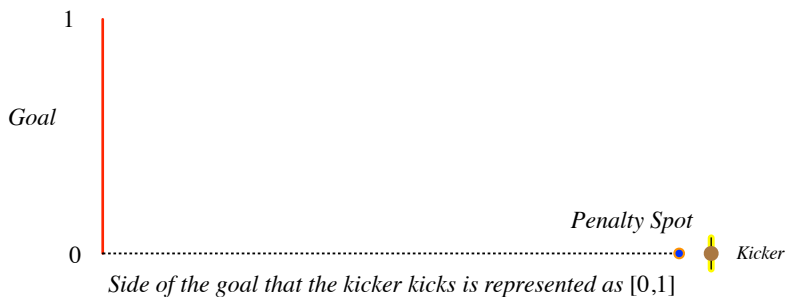 1
Goal
Penalty Spot
0
Kicker
Side of the goal that the kicker kicks is represented as [0,1]